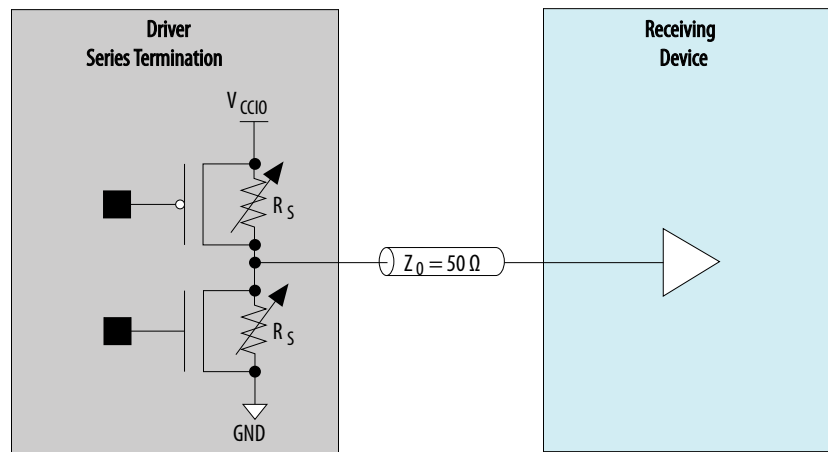 Driver
Series Termination
Receiving
Device
V CCIO
R S
Z 0 = 50 Ω
R S
GND